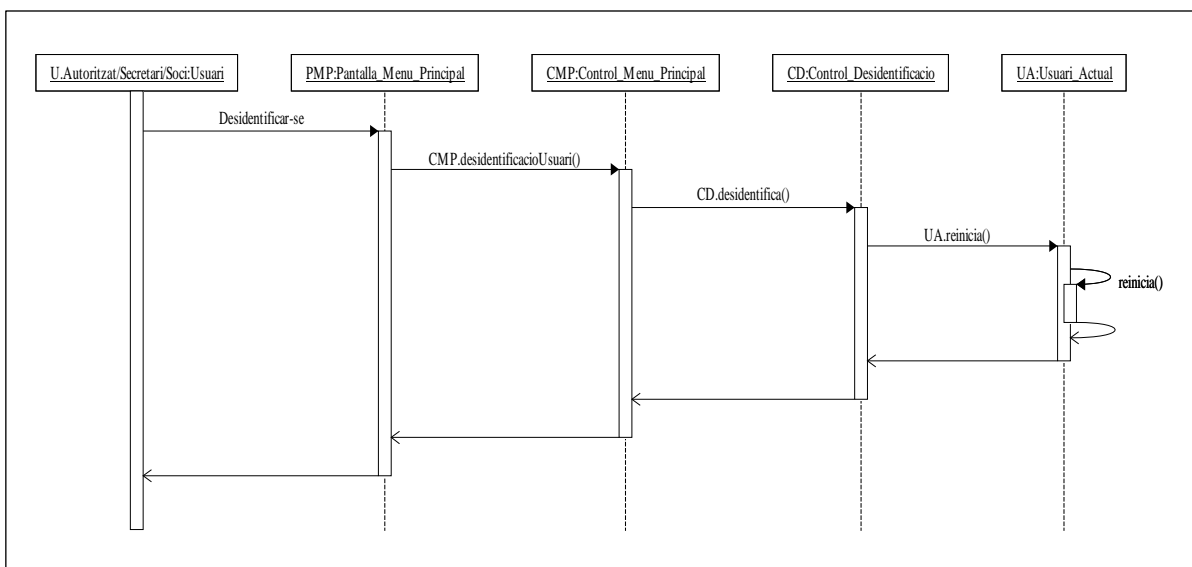 U.Autoritzat/Secretari/Soci:Usuari
PMP:Pantalla_Menu_Principal
CMP:Control_Menu_Principal
CD:Control_Desidentificacio
UA:Usuari_Actual
Desidentificar-se
CMP.desidentificacioUsuari()
CD.desidentifica()
UA.reinicia()
reinicia()